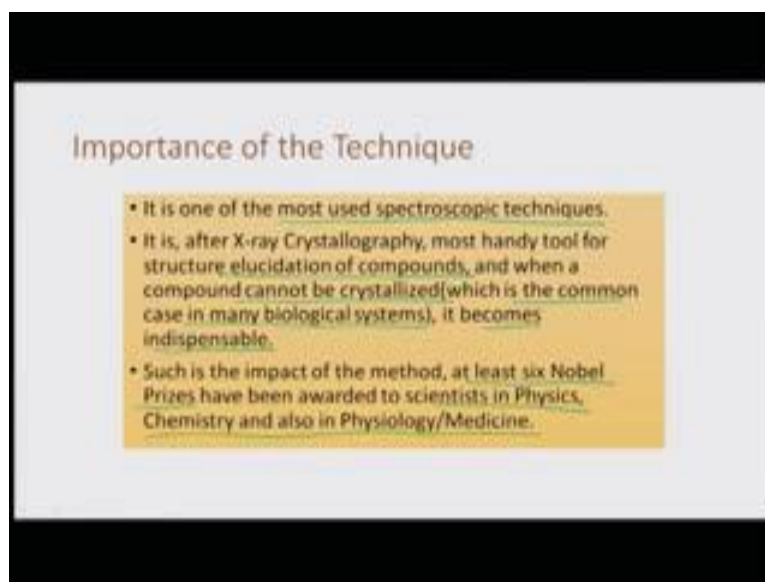 Importance of the Technique
• It is one of the most used spectroscopic techniques.
• It is, after X-ray Crystallography, most handy tool for
structure elucidation of compounds, and when a
compound cannot be crystallized(which is the common
case in many biological systems), it becomes
indispensable.
• Such is the impact of the method, at least six Nobel
Prizes have been awarded to scientists in Physics,
Chemistry and also in Physiology/Medicine.